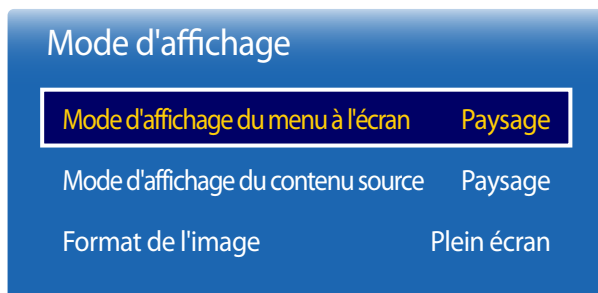 Mode d'affichage
Mode d'affichage du menu à l'écran Paysage
Mode d'affichage du contenu source Paysage
Format de l'image Plein écran